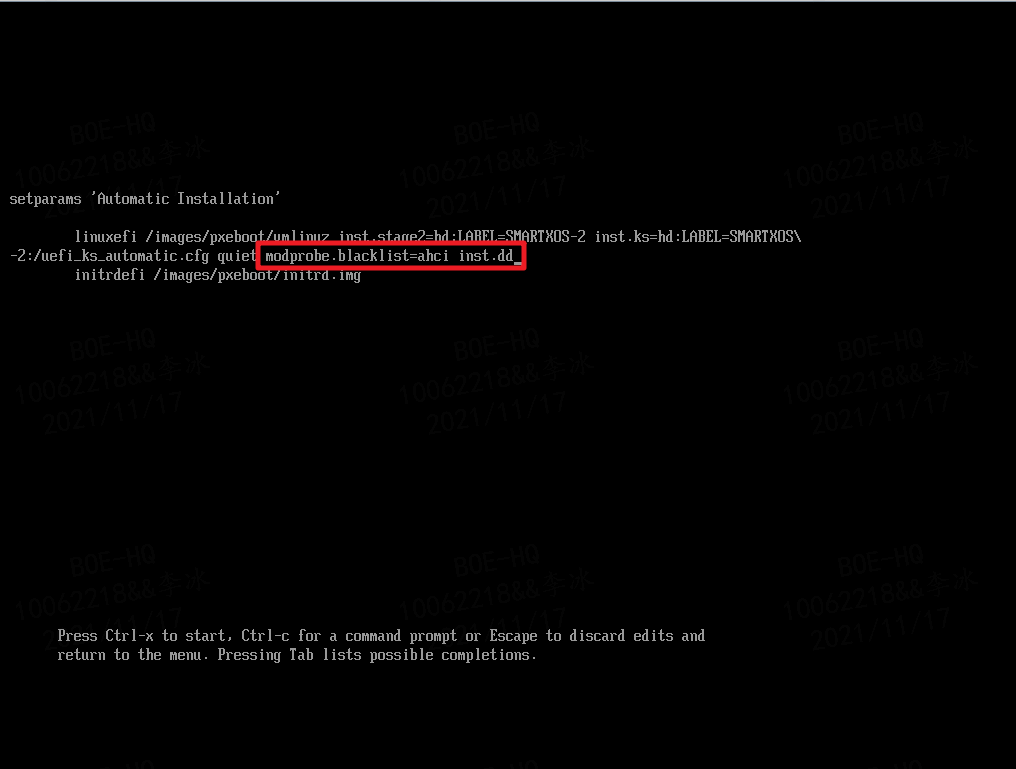 BOE-HQ BOE-HQ BOE-HQ
10062218&&李冰 10062218&&李冰 10062218&&李冰
2021/11/17 2021/11/17 2021/11/17
setparams 'Automatic Installation'
linuxefi /images/pxeboot/vmlinuz inst.stage2=hd:LABEL=SMARTXOS-2 inst.ks=hd:LABEL=SMARTXOS\
-2:/uefi_ks_automatic.cfg quiet modprobe.blacklist=ahci inst.dd_
initrdefi /images/pxeboot/initrd.img
BOE-HQ BOE-HQ BOE-HQ
10062218&&李冰 10062218&&李冰 10062218&&李冰
2021/11/17 2021/11/17 2021/11/17
BOE-HQ BOE-HQ BOE-HQ
10062218&&李冰 10062218&&李冰 10062218&&李冰
2021/11/17 2021/11/17
Press Ctrl-x to start, Ctrl-c for a command prompt or Escape to discard edits and
return to the menu. Pressing Tab lists possible completions.